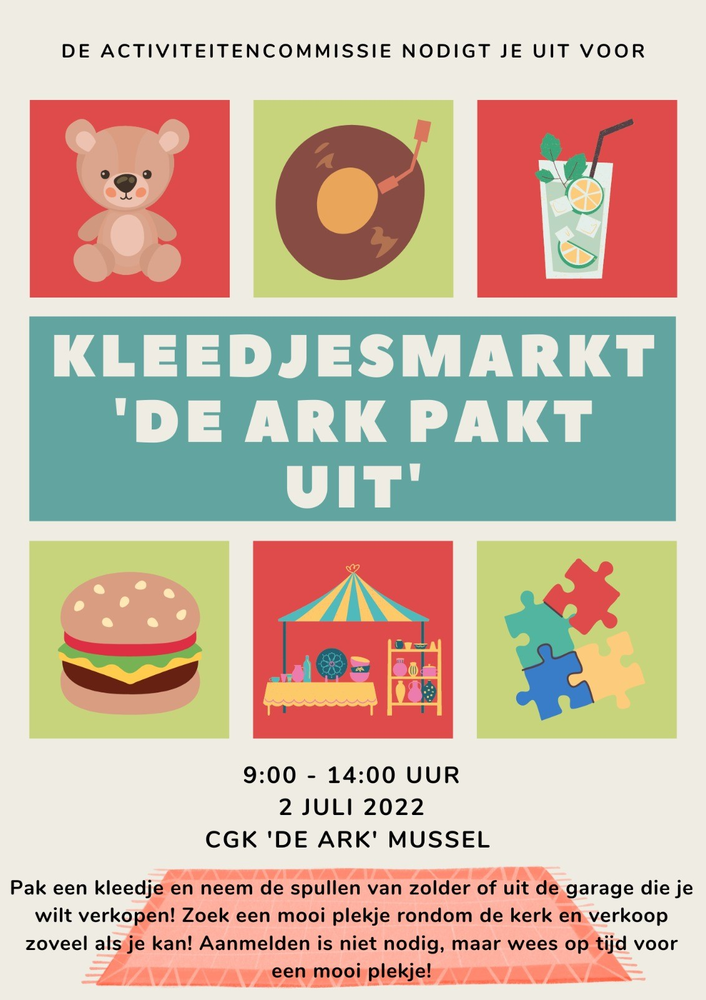 DE ACTIVITEITENCOMMISSIE NODIGT JE UIT VOOR
KLEEDJESMARKT
'DE ARK PAKT
UIT'
9:00 - 14:00 UUR
2 JULI 2022
CGK 'DE ARK' MUSSEL
Pak een kleedje en neem de spullen van zolder of uit de garage die je
wilt verkopen! Zoek een mooi plekje rondom de kerk en verkoop
zoveel als je kan! Aanmelden is niet nodig, maar wees op tijd voor
een mooi plekje!